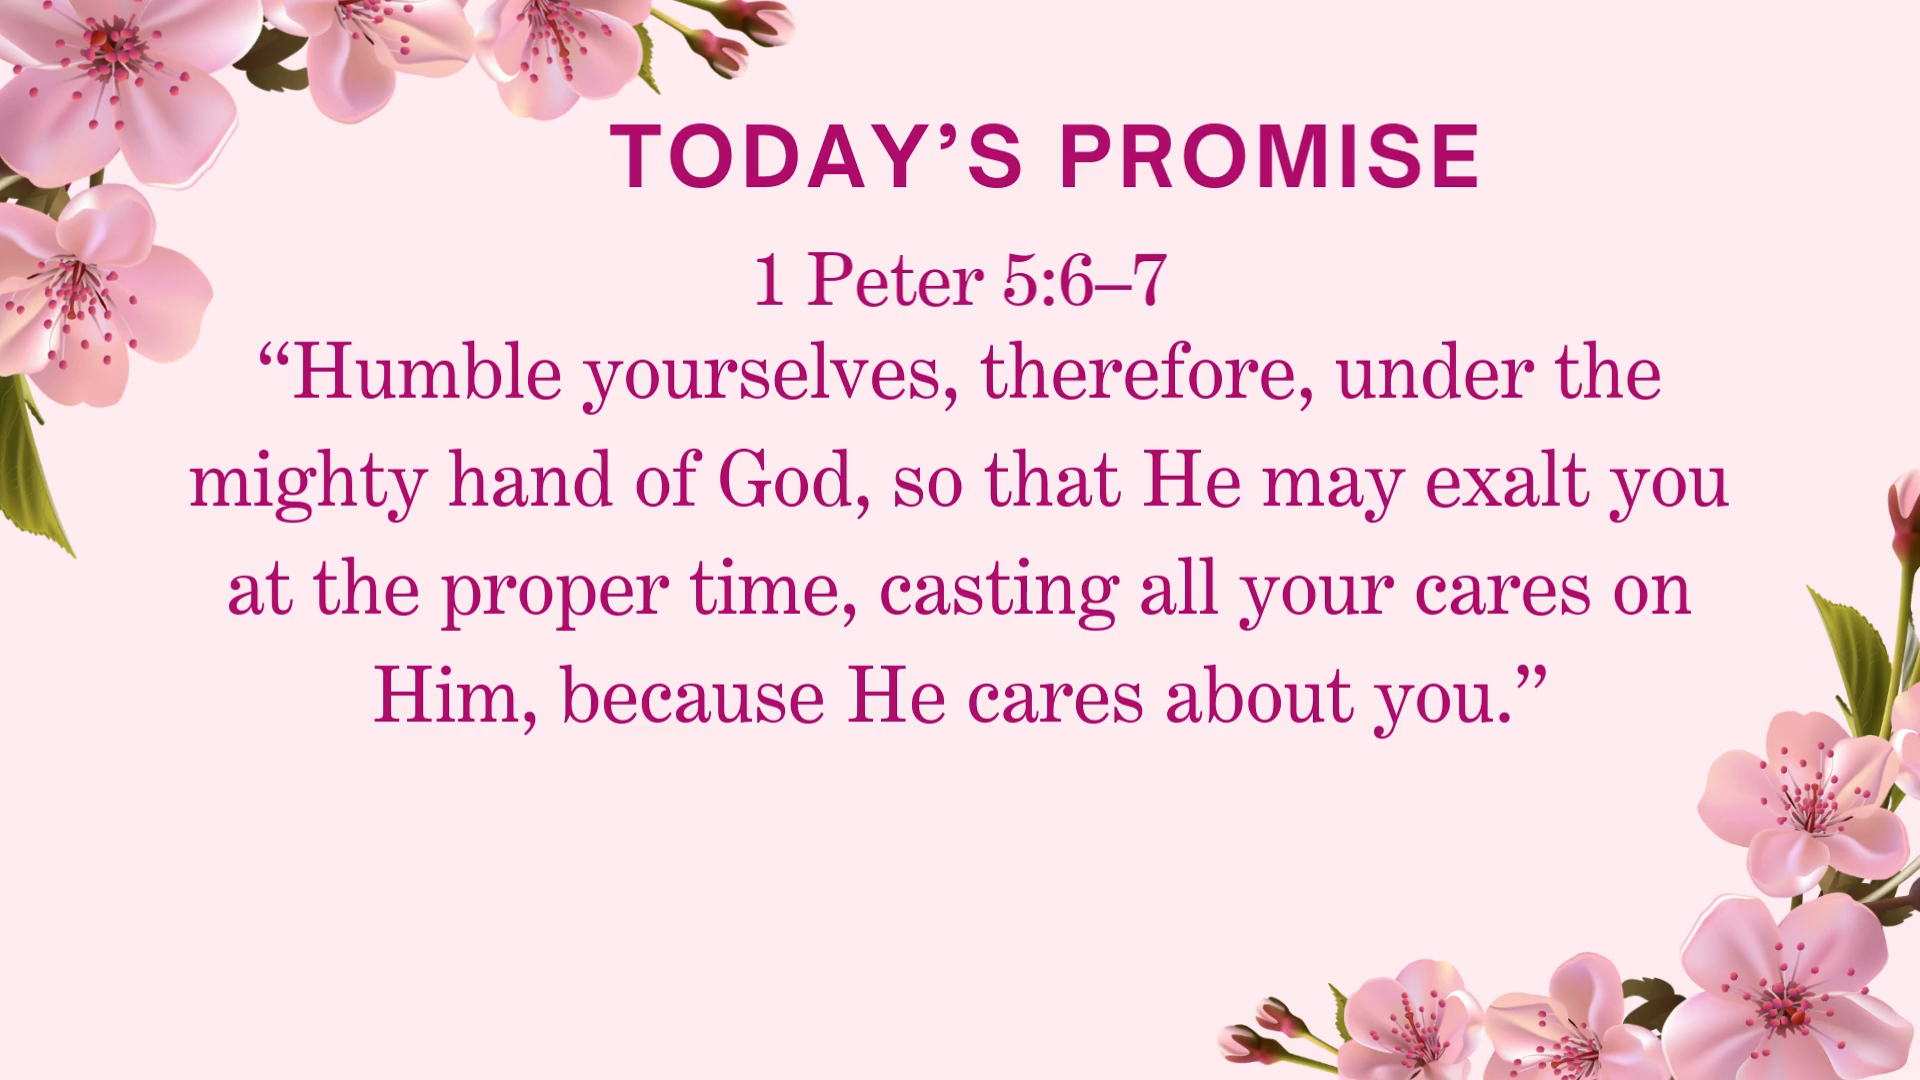 TODAY’S PROMISE
1 Peter 5:6–7
“Humble yourselves, therefore, under the
mighty hand of God, so that He may exalt you
at the proper time, casting all your cares on
Him, because He cares about you.”